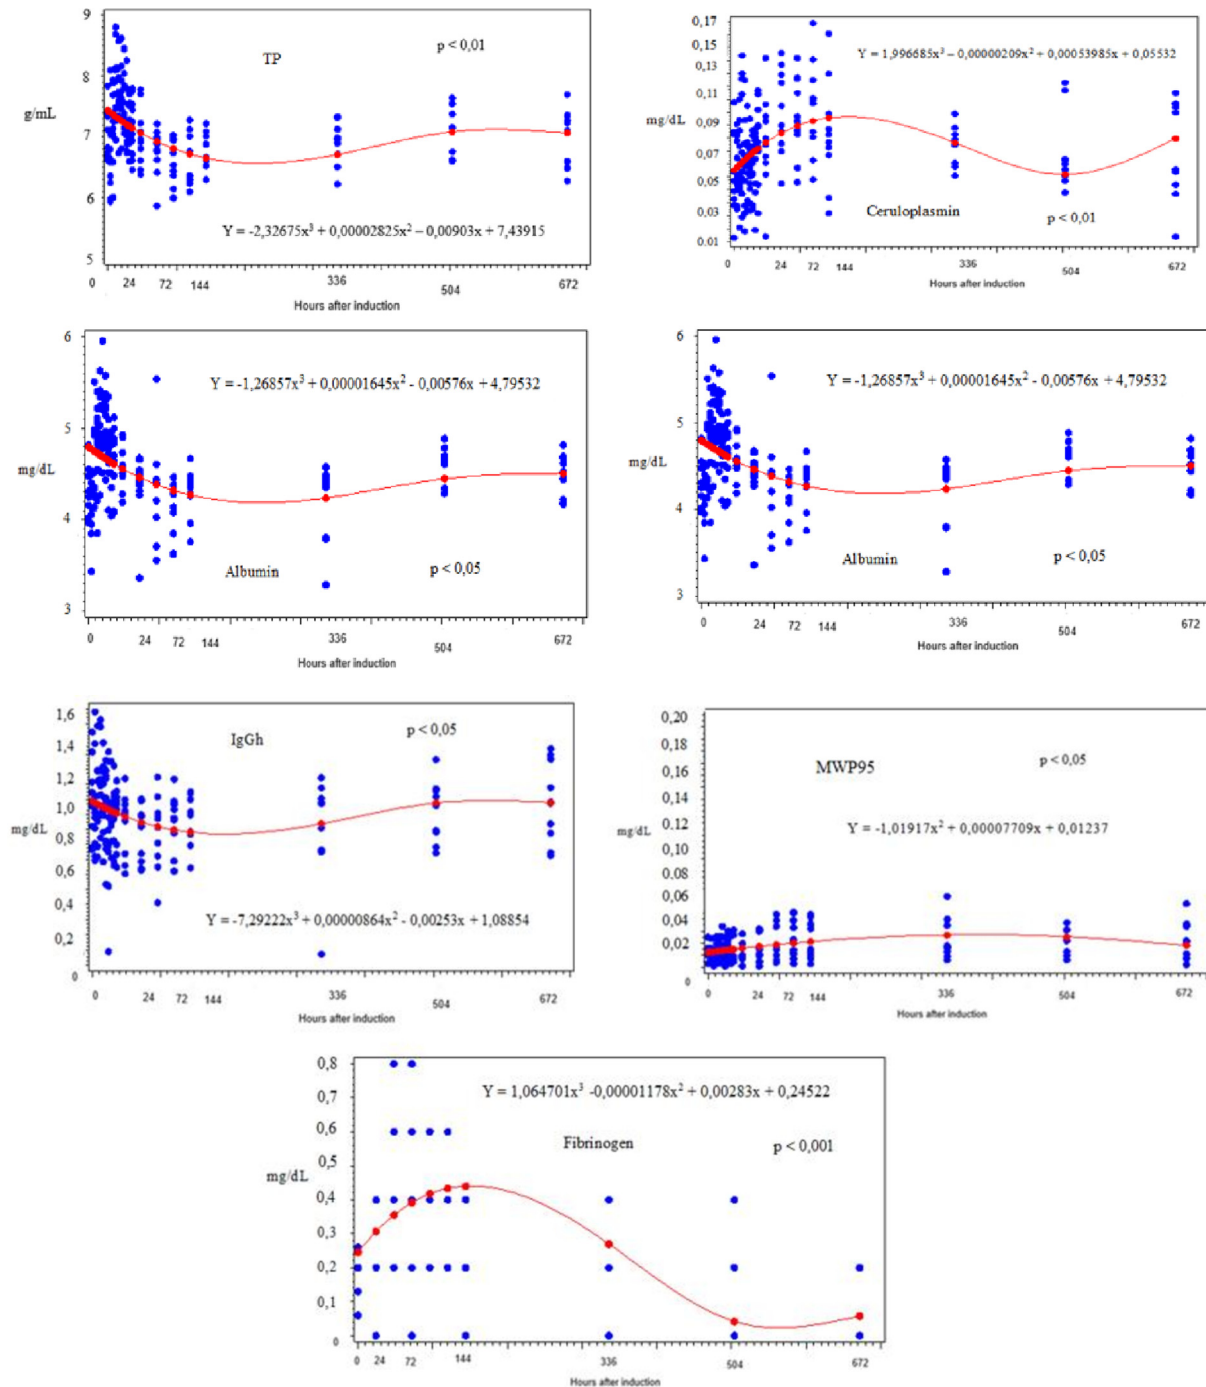 9
8
g/mL
7
6
5
TP
p < 0,01
Y = -2,32675x³ + 0,00002825x² – 0,00903x + 7,43915
0 24 72 144 336 504 672
Hours after induction
0,17
0,15
0,13
0,11
mg/dL
0,09
0,07
0,05
0,03
0.01
Y = 1,996685x³ – 0,00000209x² + 0,00053985x + 0,05532
Ceruloplasmin
p < 0,01
0 24 72 144 336 504 672
Hours after induction
6
5
mg/dL
4
3
Y = -1,26857x³ + 0,00001645x² - 0,00576x + 4,79532
Albumin
p < 0,05
0 24 72 144 336 504 672
Hours after induction
6
5
mg/dL
4
3
Y = -1,26857x³ + 0,00001645x² - 0,00576x + 4,79532
Albumin
p < 0,05
0 24 72 144 336 504 672
Hours after induction
1,6
1,4
1,2
1,0
mg/dL
0,8
0,6
0,4
0,2
0
IgGh
p < 0,05
Y = -7,29222x³ + 0,00000864x² - 0,00253x + 1,08854
0 24 72 144 336 504 672
Hours after induction
0,20
0,18
0,16
0,14
mg/dL
0,12
0,10
0,08
0,06
0,04
0,02
0
MWP95
p < 0,05
Y = -1,01917x² + 0,00007709x + 0,01237
0 24 72 144 336 504 672
Hours after induction
0,8
0,7
0,6
0,5
mg/dL
0,4
0,3
0,2
0,1
0
Y = 1,064701x³ -0,00001178x² + 0,00283x + 0,24522
Fibrinogen
p < 0,001
0 24 72 144 336 504 672
Hours after induction